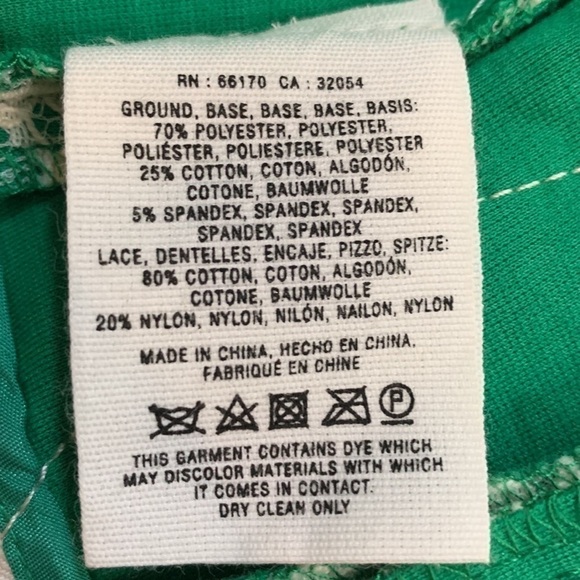 RN : 66170 CA : 32054
GROUND, BASE, BASE, BASE, BASIS:
70% POLYESTER, POLYESTER,
POLIÉSTER, POLIESTERE, POLYESTER
25% COTTON, COTON, ALGODÓN,
COTONE, BAUMWOLLE
5% SPANDEX, SPANDEX, SPANDEX,
SPANDEX, SPANDEX
LACE, DENTELLES, ENCAJE, PIZZO, SPITZE:
80% COTTON, COTON, ALGODÓN,
COTONE, BAUMWOLLE
20% NYLON, NYLON, NILÓN, NAILON, NYLON
MADE IN CHINA, HECHO EN CHINA,
FABRIQUÉ EN CHINE
P
THIS GARMENT CONTAINS DYE WHICH
MAY DISCOLOR MATERIALS WITH WHICH
IT COMES IN CONTACT.
DRY CLEAN ONLY